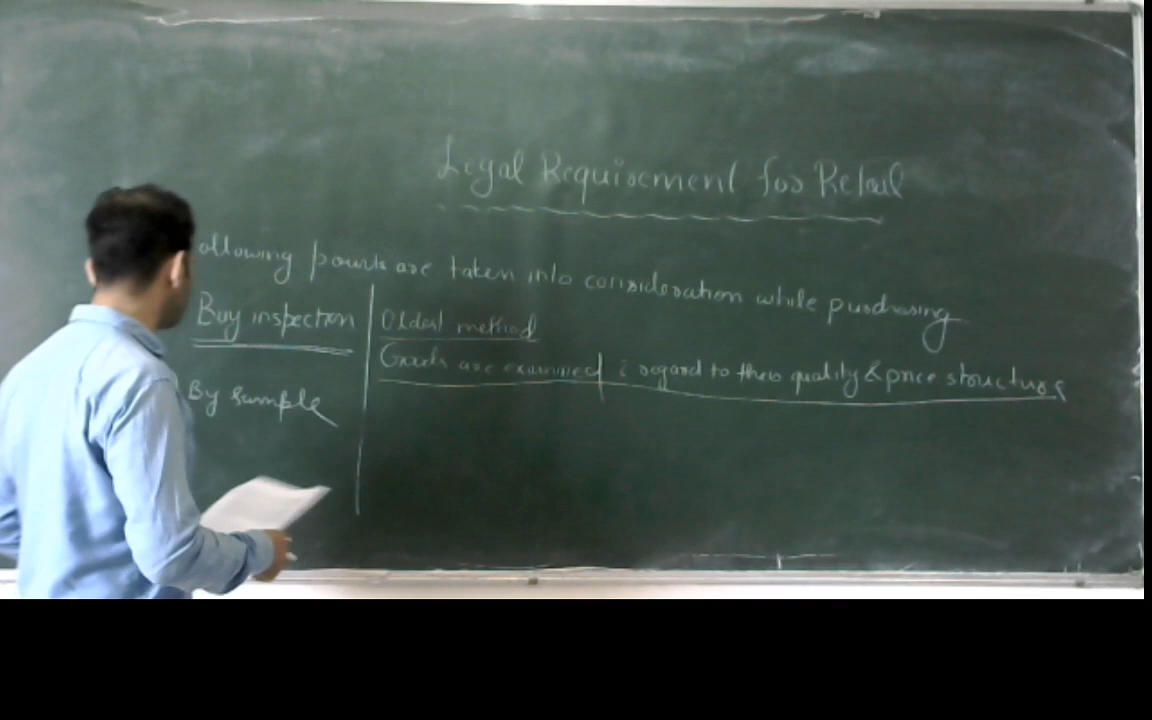 Legal Requirement for Retail
ollowing points are taken into consideration while purchasing
Buy inspection
Oldest method
Goods are examined i regard to their quality & price structure
By sample